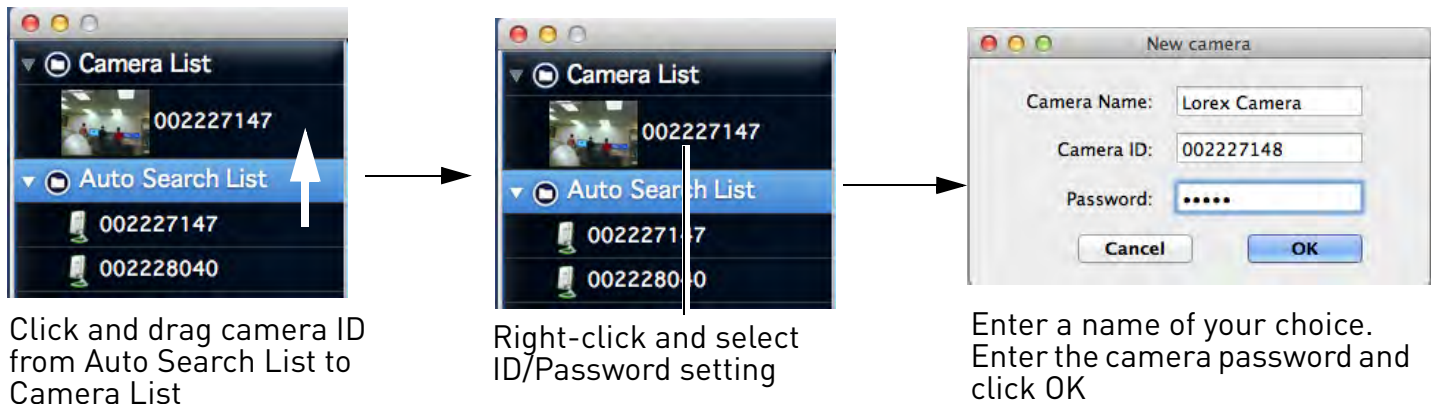 Camera List
002227147
Auto Search List
002227147
002228040
Click and drag camera ID
from Auto Search List to
Camera List
Camera List
002227147
Auto Search List
002227147
002228040
Right-click and select
ID/Password setting
New camera
Camera Name: Lorex Camera
Camera ID: 002227148
Password: •••••
Cancel OK
Enter a name of your choice.
Enter the camera password and
click OK